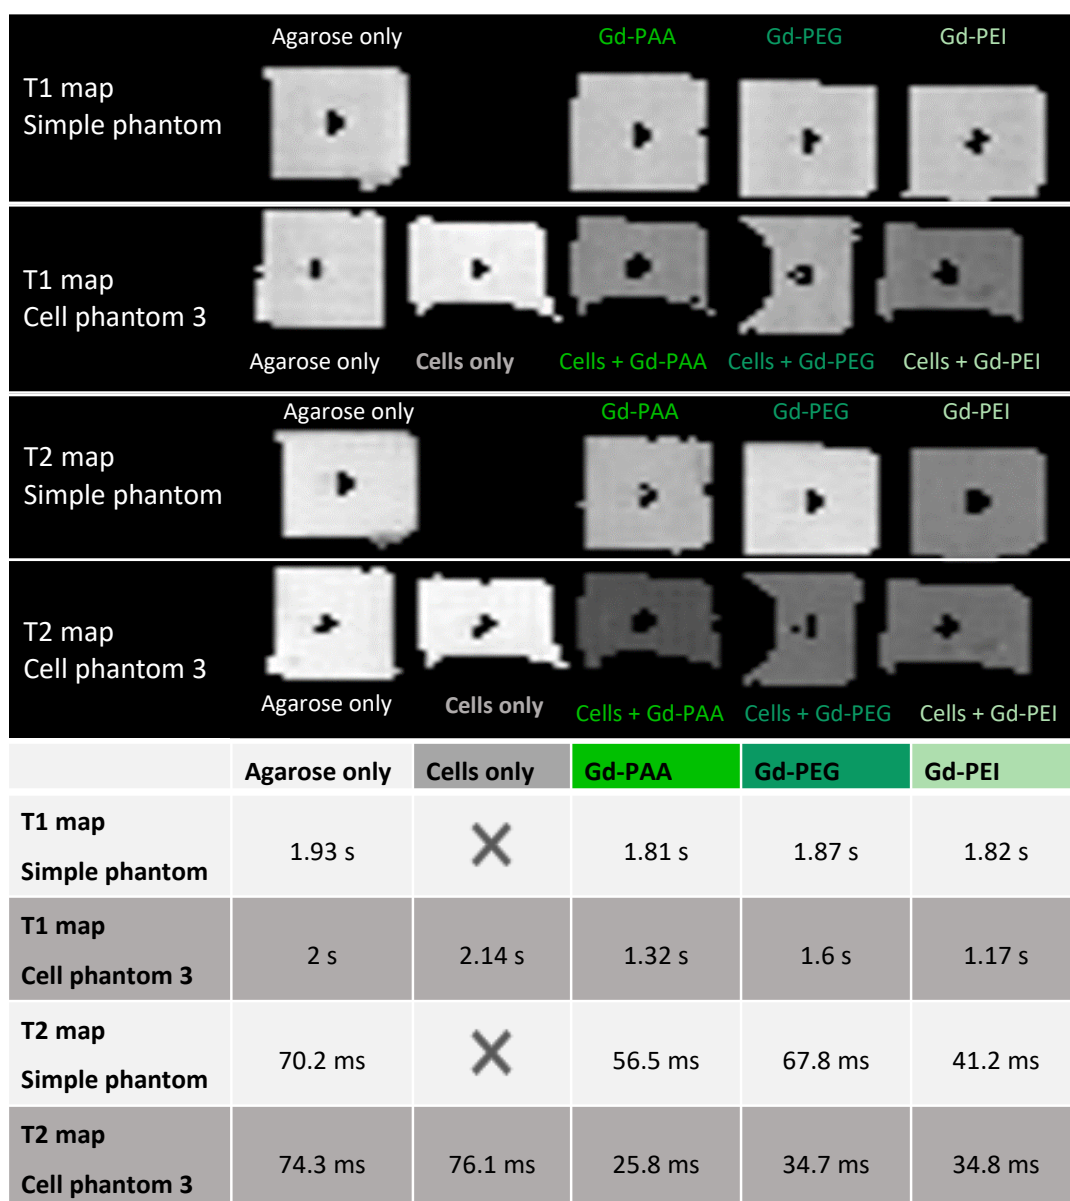 Agarose only Gd-PAA Gd-PEG Gd-PEI
T1 map
Simple phantom
T1 map
Cell phantom 3
Agarose only Cells only Cells + Gd-PAA Cells + Gd-PEG Cells + Gd-PEI
Agarose only Gd-PAA Gd-PEG Gd-PEI
T2 map
Simple phantom
T2 map
Cell phantom 3
Agarose only Cells only Cells + Gd-PAA Cells + Gd-PEG Cells + Gd-PEI
Agarose only Cells only Gd-PAA Gd-PEG Gd-PEI
T1 map
Simple phantom
1.93 s 1.81 s 1.87 s 1.82 s
T1 map
Cell phantom 3
2 s 2.14 s 1.32 s 1.6 s 1.17 s
T2 map
Simple phantom
70.2 ms 56.5 ms 67.8 ms 41.2 ms
T2 map
Cell phantom 3
74.3 ms 76.1 ms 25.8 ms 34.7 ms 34.8 ms